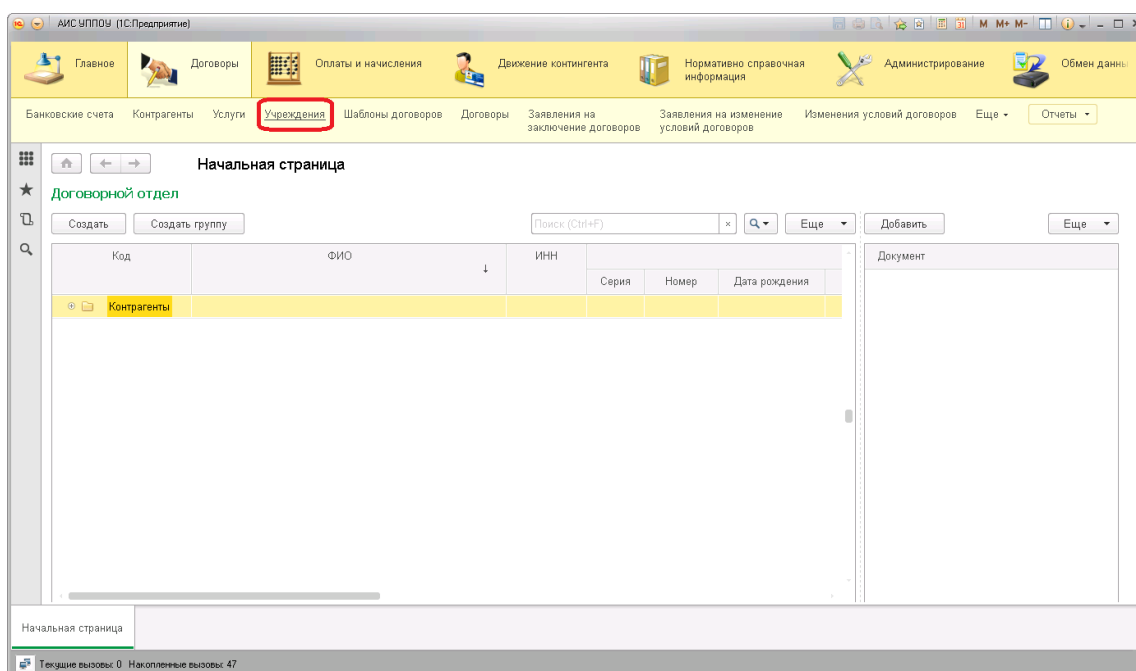 АИС УППОУ (1С:Предприятие)
M M+ M-
Главное
Договоры
Оплаты и начисления
Движение контингента
Нормативно справочная
информация
Администрирование
Обмен данны
Банковские счета
Контрагенты
Услуги
Учреждения
Шаблоны договоров
Договоры
Заявления на
заключение договоров
Заявления на изменение
условий договоров
Изменения условий договоров
Еще
Отчеты
Начальная страница
Договорной отдел
Создать
Создать группу
Поиск (Ctrl+F)
Еще
Добавить
Еще
Код
ФИО
ИНН
Серия
Номер
Дата рождения
Документ
Контрагенты
Начальная страница
Текущие вызовы: 0 Накопленные вызовы: 47